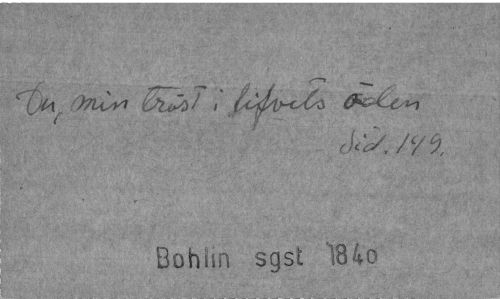 Du, min tröst i lifvets öden
Sid. 149.
Bohlin sgst 1840